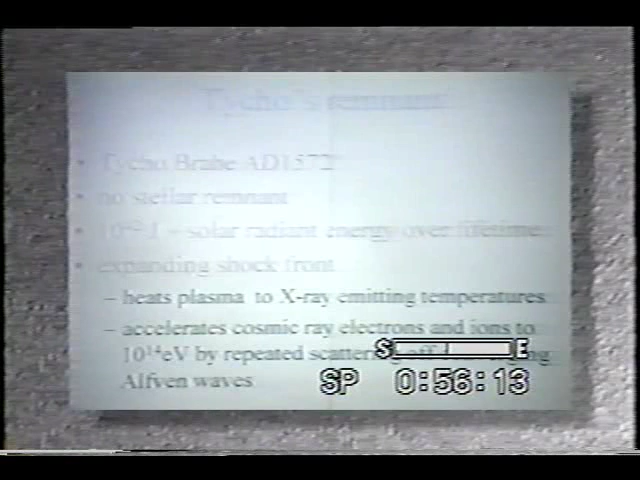 Tycho's remnant
• Tycho Brahe AD1572
• no stellar remnant
• J – solar radiant energy over lifetime
• expanding shock front
– heats plasma to X-ray emitting temperatures
– accelerates cosmic ray electrons and ions to
10¹⁴eV by repeated scattering off
Alfven waves
S E
SP 0:56:13